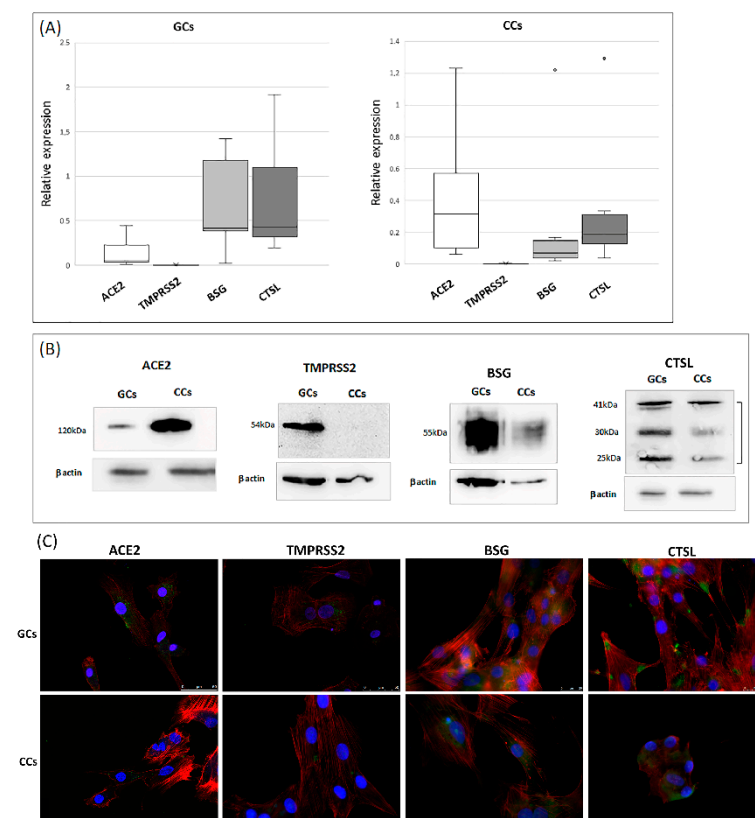 (A)
GCs
CCs
Relative expression
2.5
2
1.5
1
0.5
0
ACE2
TMPRSS2
BSG
CTSL
Relative expression
1.4
1.2
1
0.8
0.6
0.4
0.2
0
ACE2
TMPRSS2
BSG
CTSL
(B)
ACE2
GCs CCs
120kDa
βactin
TMPRSS2
GCs CCs
54kDa
βactin
BSG
GCs CCs
55kDa
βactin
CTSL
GCs CCs
41kDa
30kDa
25kDa
βactin
(C)
ACE2 TMPRSS2 BSG CTSL
GCs
CCs